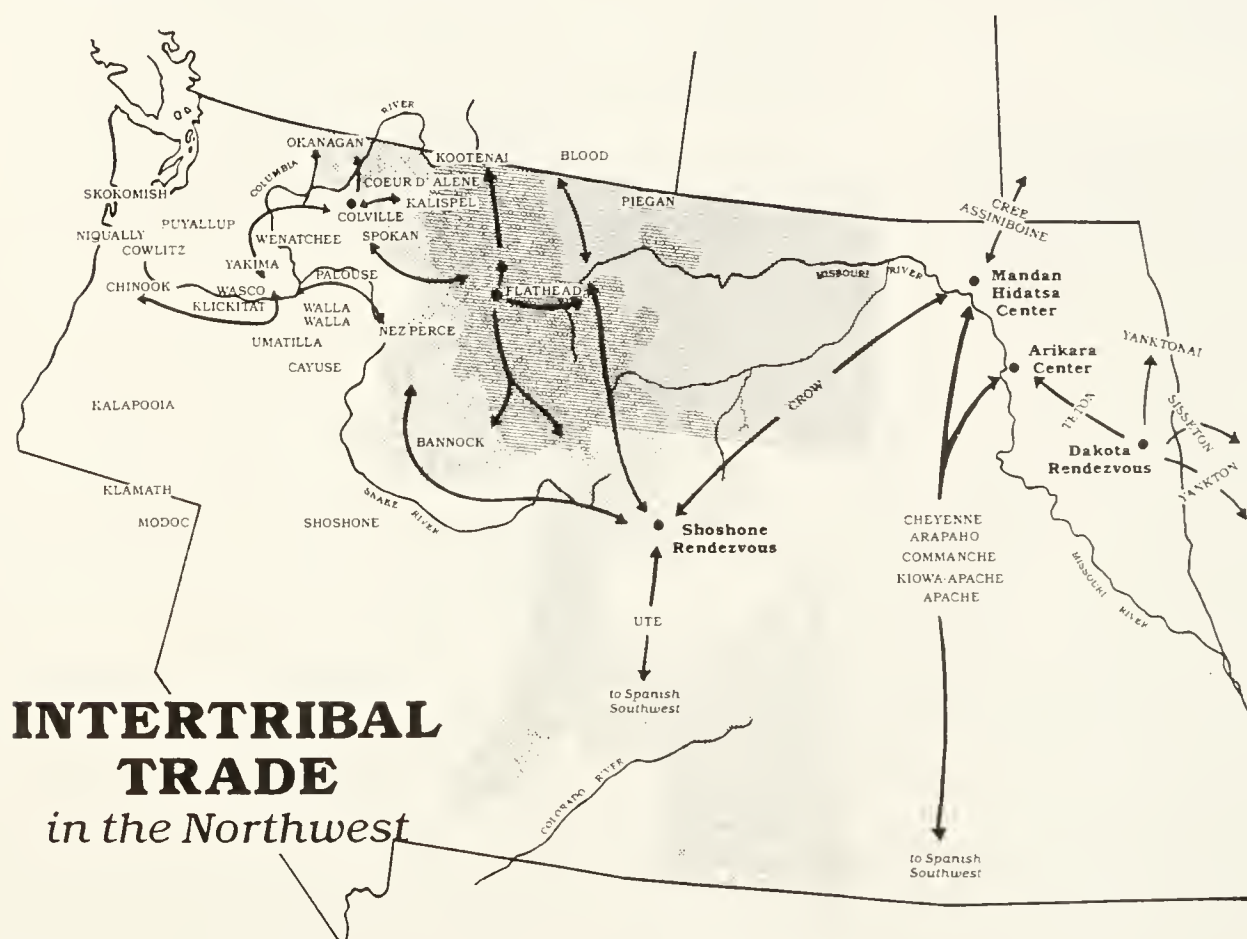 RIVER
OKANAGAN
KOOTENAI
BLOOD
COLUMBIA
COEUR D'ALENE
SKOKOMISH
KALISPEL
PIEGAN
CREE
ASSINIBOINE
COLVILLE
PUYALLUP
NIQUALLY
WENATCHEE
SPOKAN
COWLITZ
YAKIMA
PALOUSE
MISSOURI RIVER
Mandan
Hidatsa
Center
CHINOOK
WASCO
FLATHEAD
KLICKITAT
WALLA
WALLA
NEZ PERCE
UMATILLA
YANKTONAI
Arikara
Center
CAYUSE
CROW
KALAPOOIA
TETON
SISSETON
BANNOCK
Dakota
Rendezvous
YANKTON
KLAMATH
SNAKE RIVER
MODOC
SHOSHONE
Shoshone
Rendezvous
CHEYENNE
ARAPAHO
COMMANCHE
KIOWA-APACHE
APACHE
MISSOURI RIVER
UTE
to Spanish
Southwest
INTERTRIBAL
TRADE
in the Northwest
COLORADO RIVER
to Spanish
Southwest